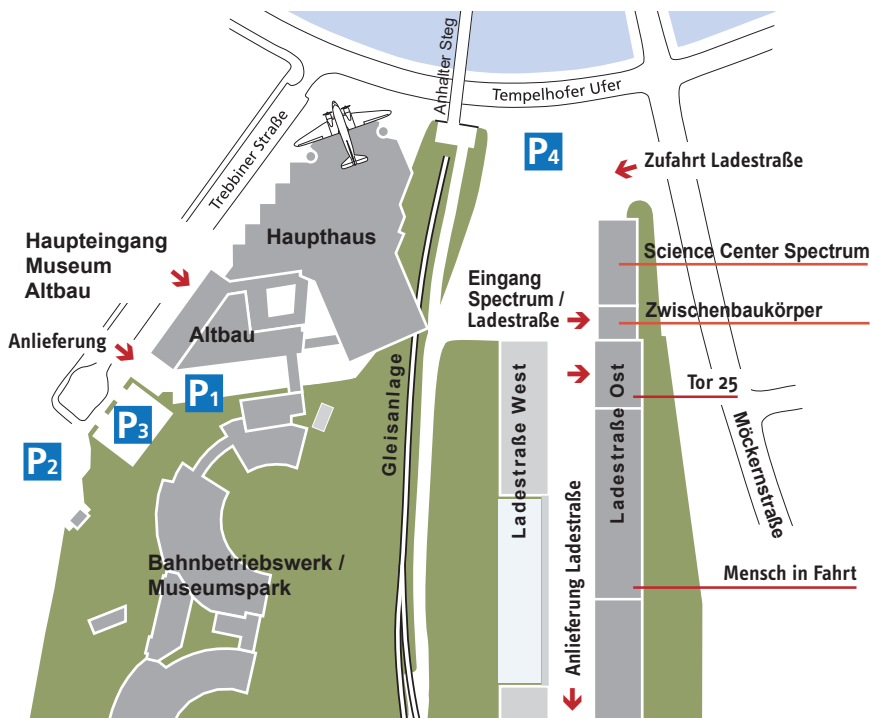 Anhalter Steg
Tempelhofer Ufer
Trebbiner Straße
P4
Zufahrt Ladestraße
Haupteingang
Museum
Altbau
Haupthaus
Science Center Spectrum
Eingang
Spectrum /
Ladestraße
Zwischenbaukörper
Anlieferung
Altbau
P1
P3
P2
Gleisanlage
Ladestraße West
Ladestraße Ost
Tor 25
Möckernstraße
Anlieferung Ladestraße
Bahnbetriebswerk /
Museumspark
Mensch in Fahrt